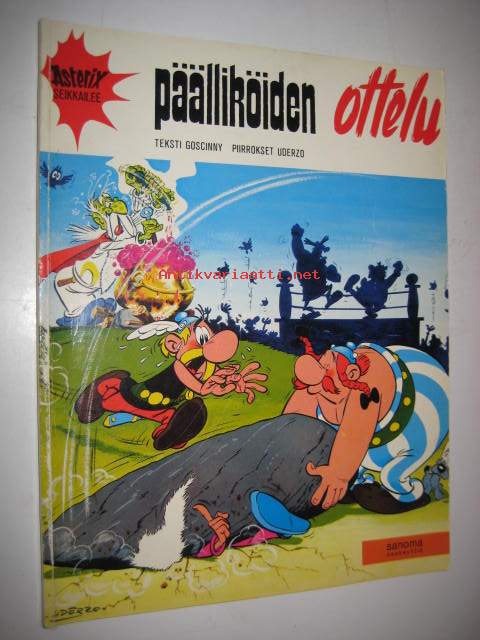 Asterix
SEIKKAILEE
päälliköiden ottelu
TEKSTI GOSCINNY PIIRROKSET UDERZO
Antikvariaatti.net
sanoma
UDERZO